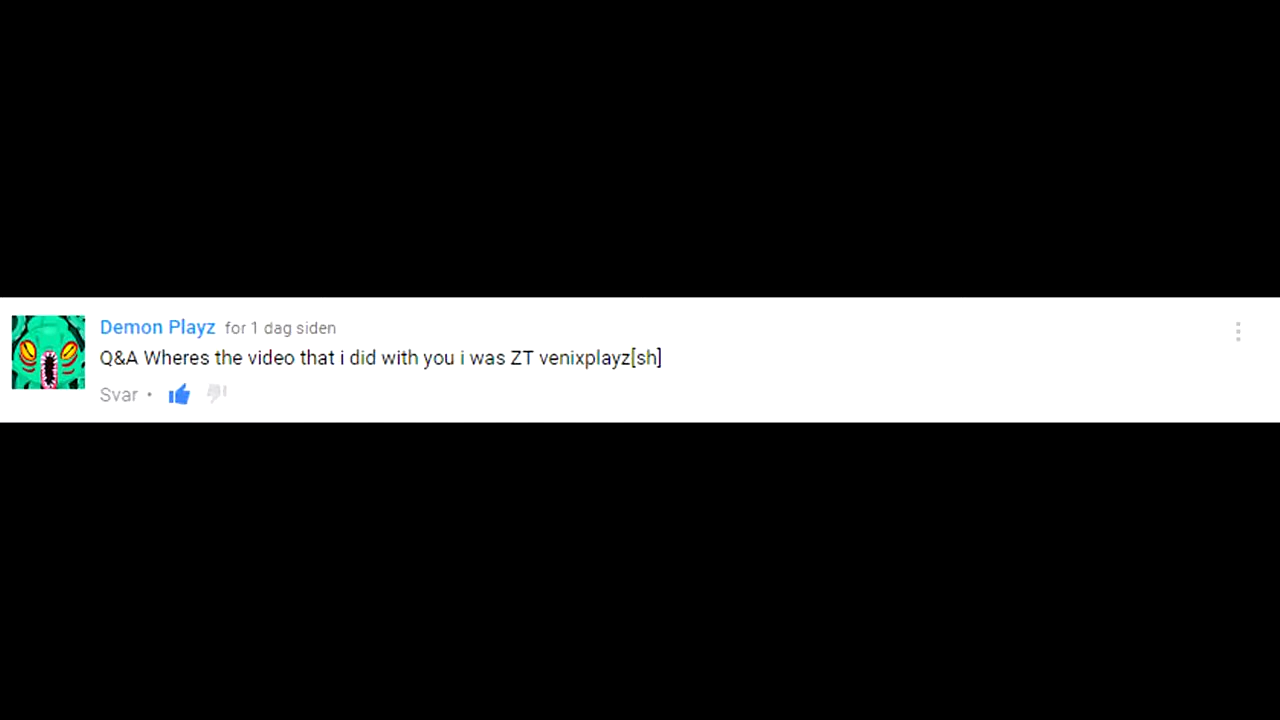 Demon Playz for 1 dag siden
Q&A Wheres the video that i did with you i was ZT venixplayz[sh]
Svar •